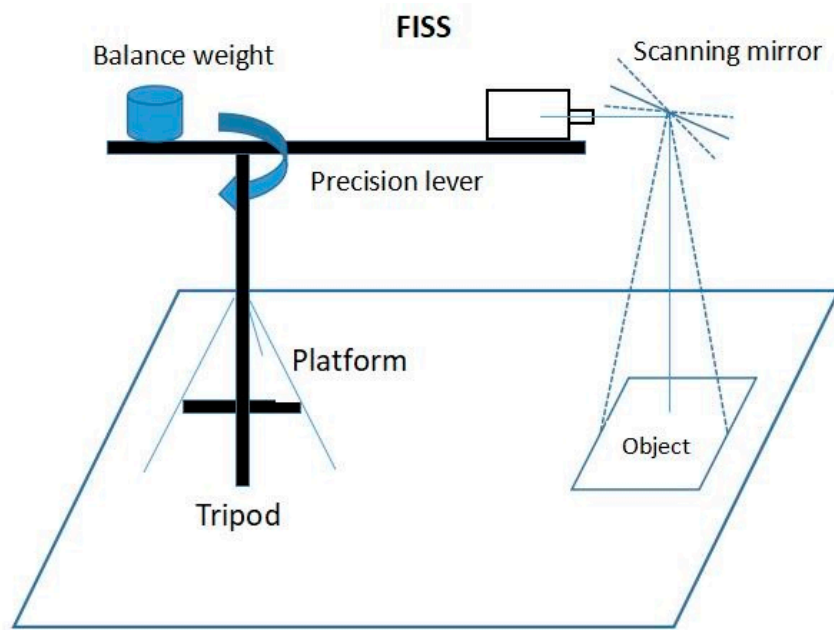 FISS
Balance weight
Scanning mirror
Precision lever
Platform
Object
Tripod